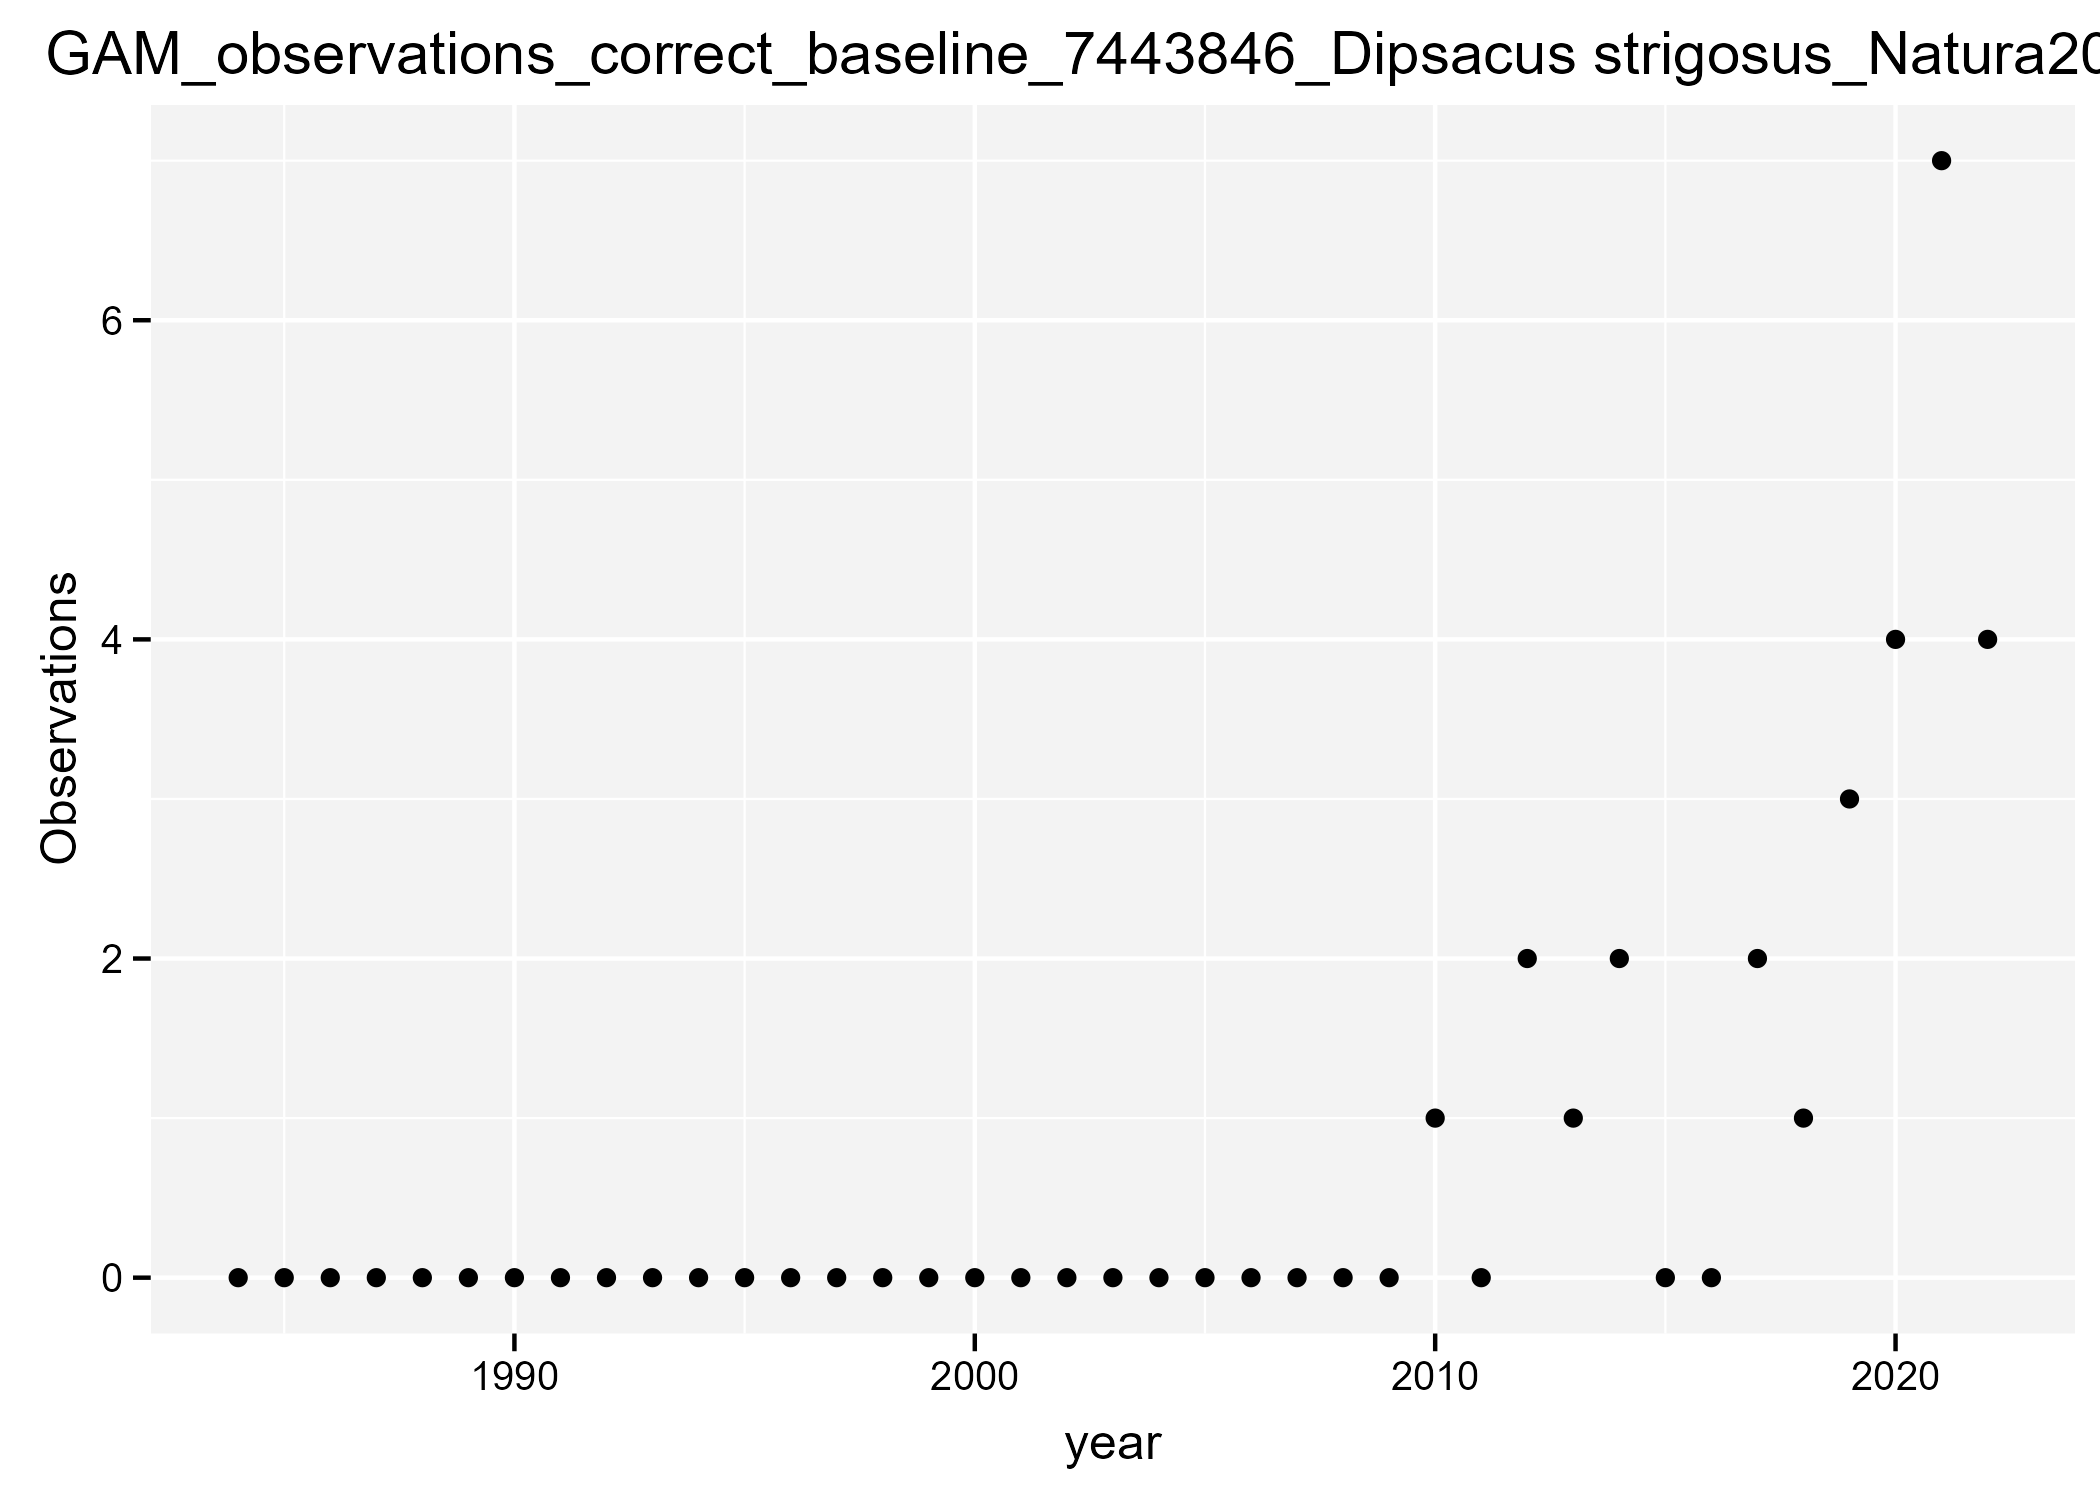 GAM_observations_correct_baseline_7443846_Dipsacus strigosus_Natura20
Observations
6
4
2
0
1990 2000 2010 2020
year